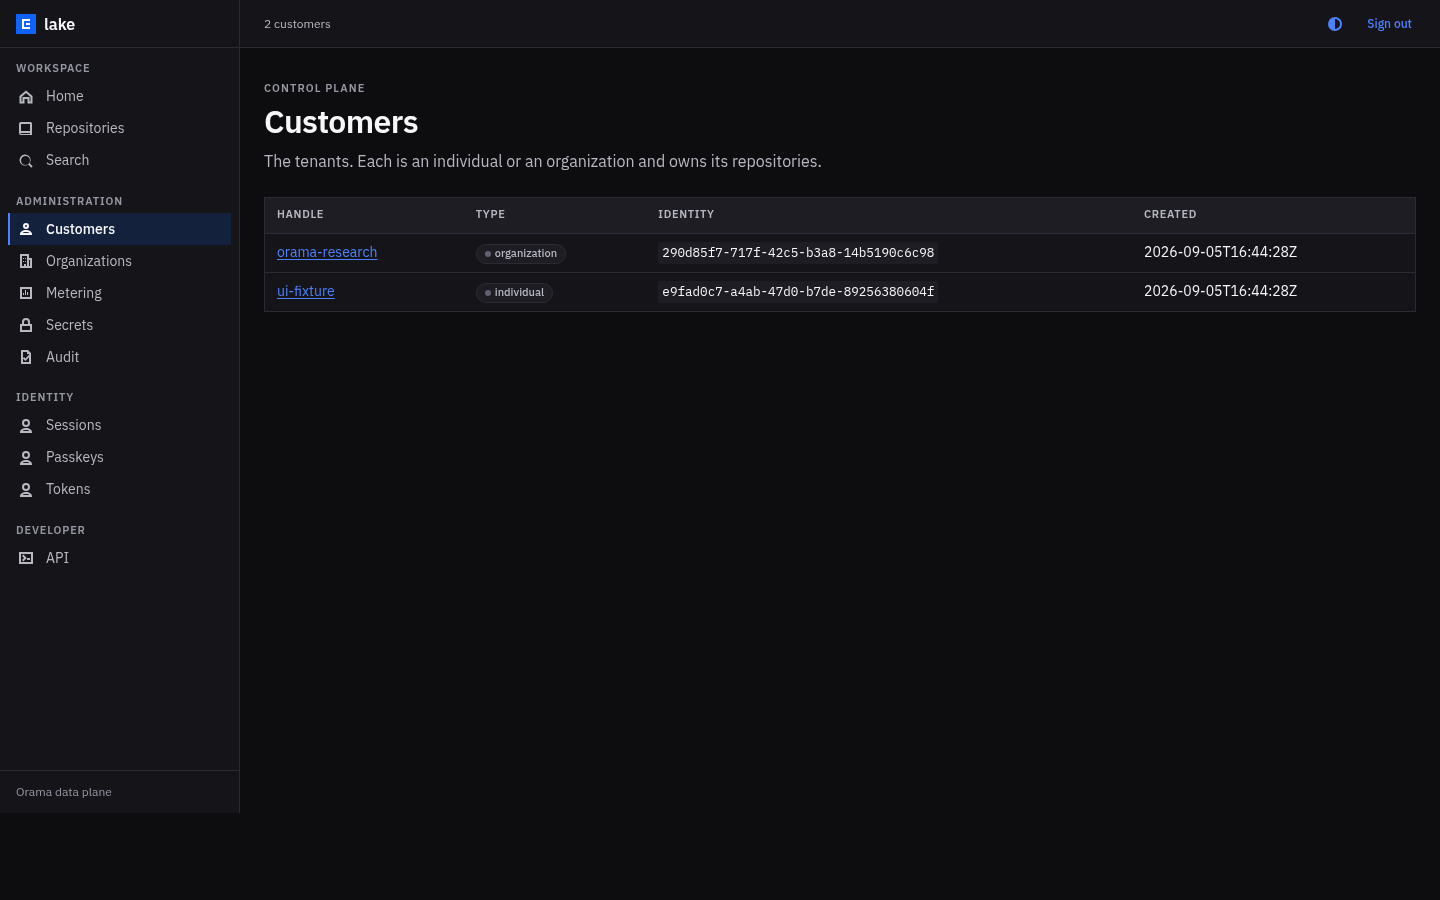 lake
2 customers
Sign out
WORKSPACE
Home
Repositories
Search
ADMINISTRATION
Customers
Organizations
Metering
Secrets
Audit
IDENTITY
Sessions
Passkeys
Tokens
DEVELOPER
API
Orama data plane
CONTROL PLANE
Customers
The tenants. Each is an individual or an organization and owns its repositories.
HANDLE TYPE IDENTITY CREATED
orama-research organization 290d85f7-717f-42c5-b3a8-14b5190c6c98 2026-09-05T16:44:28Z
ui-fixture individual e9fad0c7-a4ab-47d0-b7de-89256380604f 2026-09-05T16:44:28Z